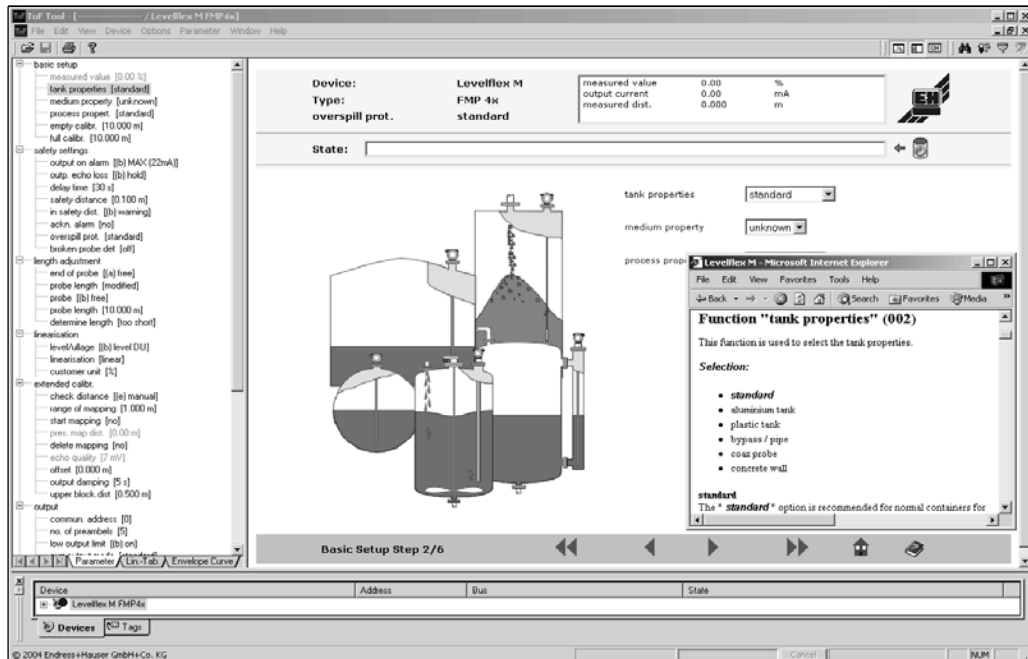 ToF Tool - [ / Levelflex M FMP4x]
File Edit View Device Options Parameter Window Help
basic setup
measured value [0.00 %]
tank properties [standard]
medium property [unknown]
process propert. [standard]
empty calibr. [10.000 m]
full calibr. [10.000 m]
safety settings
output on alarm [(b) MAX (22mA)]
outp. echo loss [(b) hold]
delay time [30 s]
safety distance [0.100 m]
in safety dist. [(b) warning]
ackn. alarm [no]
overspill prot. [standard]
broken probe det [off]
length adjustment
end of probe [(a) free]
probe length [modified]
probe [(b) free]
probe length [10.000 m]
determine length [too short]
linearisation
level/ullage [(b) level DU]
linearisation [linear]
customer unit [%]
extended calibr.
check distance [(e) manual]
range of mapping [1.000 m]
start mapping [no]
pres. map dist. [0.00 m]
delete mapping [no]
echo quality [7 mV]
offset [0.000 m]
output damping [5 s]
upper block.dist [0.500 m]
output
commun. address [0]
no. of preambels [5]
low output limit [(b) on]
Parameter Lin.-Tab. Envelope Curve
Device: Levelflex M
Type: FMP 4x
overspill prot. standard
measured value 0.00 %
output current 0.00 mA
measured dist. 0.000 m
EH
State:
tank properties standard
medium property unknown
process prope
Levelflex M - Microsoft Internet Explorer
File Edit View Favorites Tools Help
Back Search Favorites Media
Function "tank properties" (002)
This function is used to select the tank properties.
Selection:
• standard
• aluminium tank
• plastic tank
• bypass / pipe
• coax probe
• concrete wall
standard
The * standard * option is recommended for normal containers for
Basic Setup Step 2/6
Device Address Bus State
Levelflex M FMP4x
Devices Tags
© 2004 Endress+Hauser GmbH+Co. KG Cancel NUM